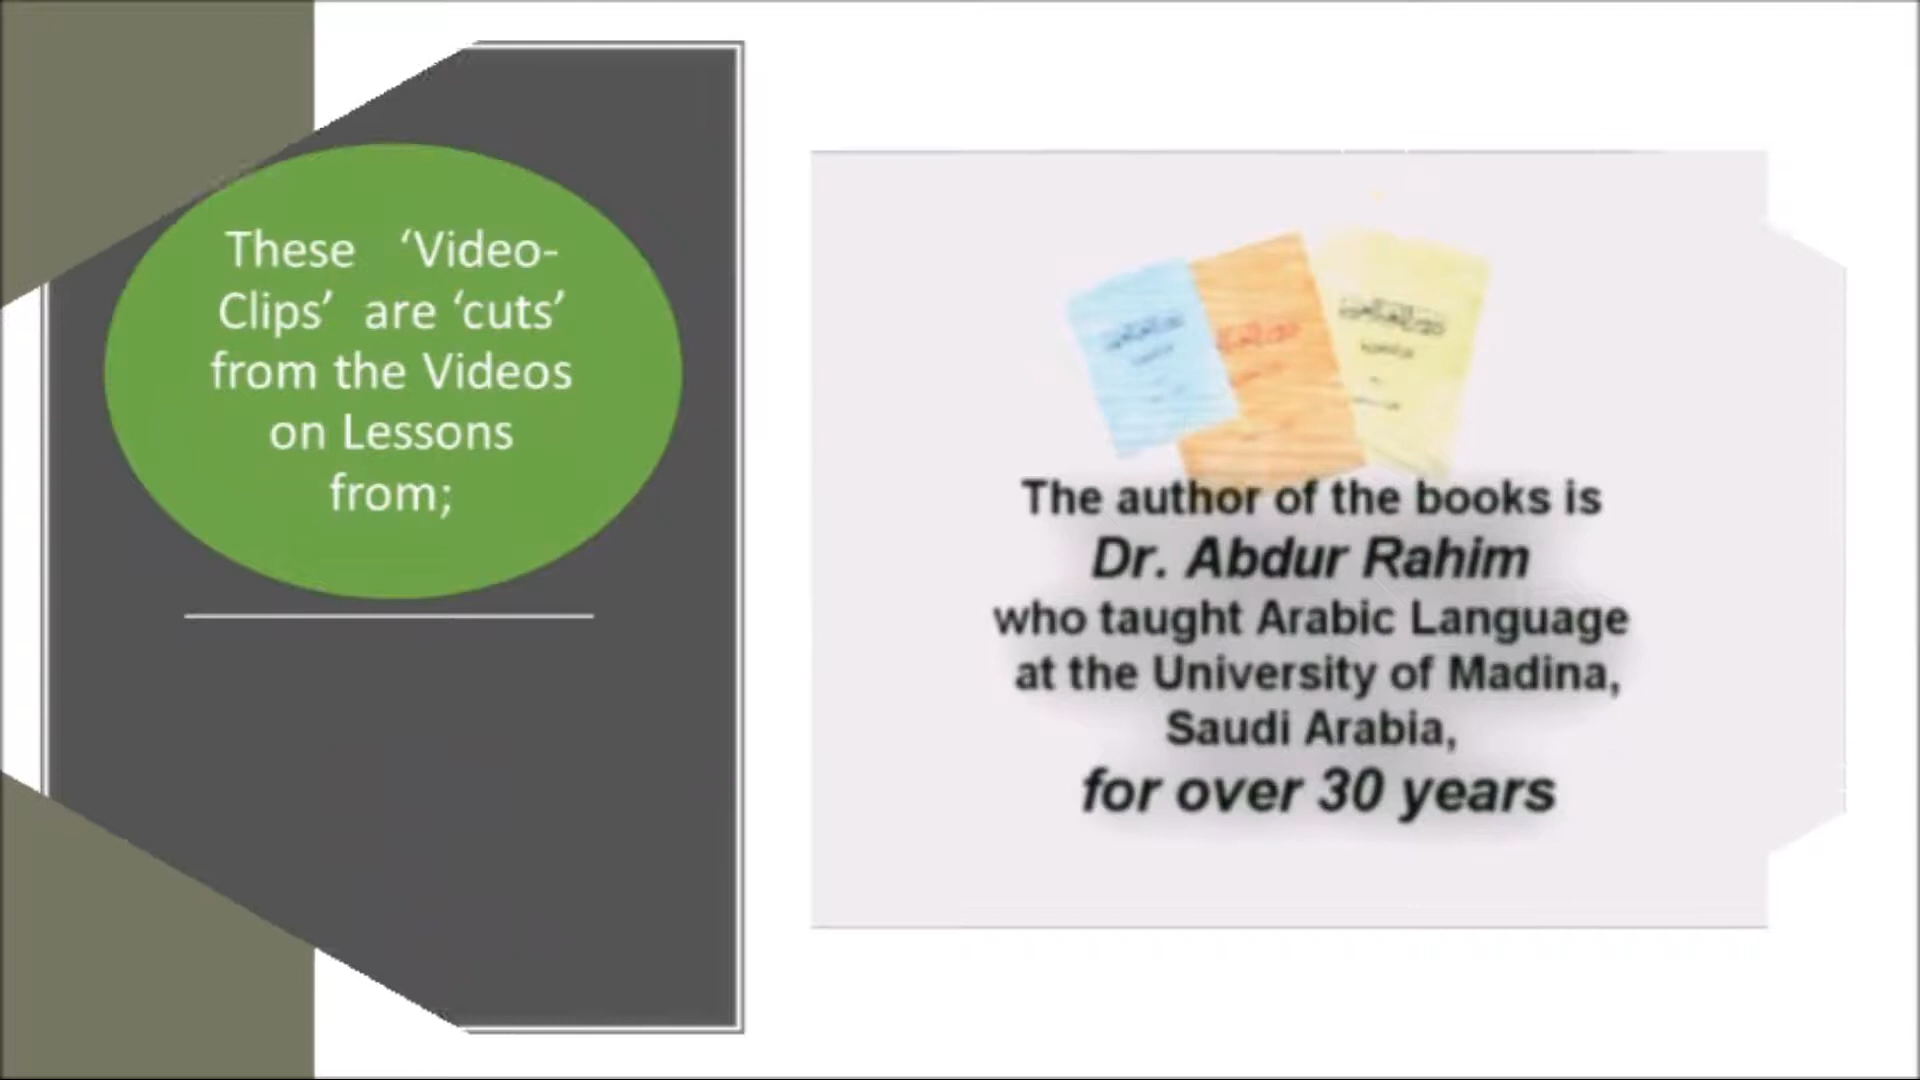 These ‘Video-
Clips’ are ‘cuts’
from the Videos
on Lessons
from;
The author of the books is
Dr. Abdur Rahim
who taught Arabic Language
at the University of Madina,
Saudi Arabia,
for over 30 years